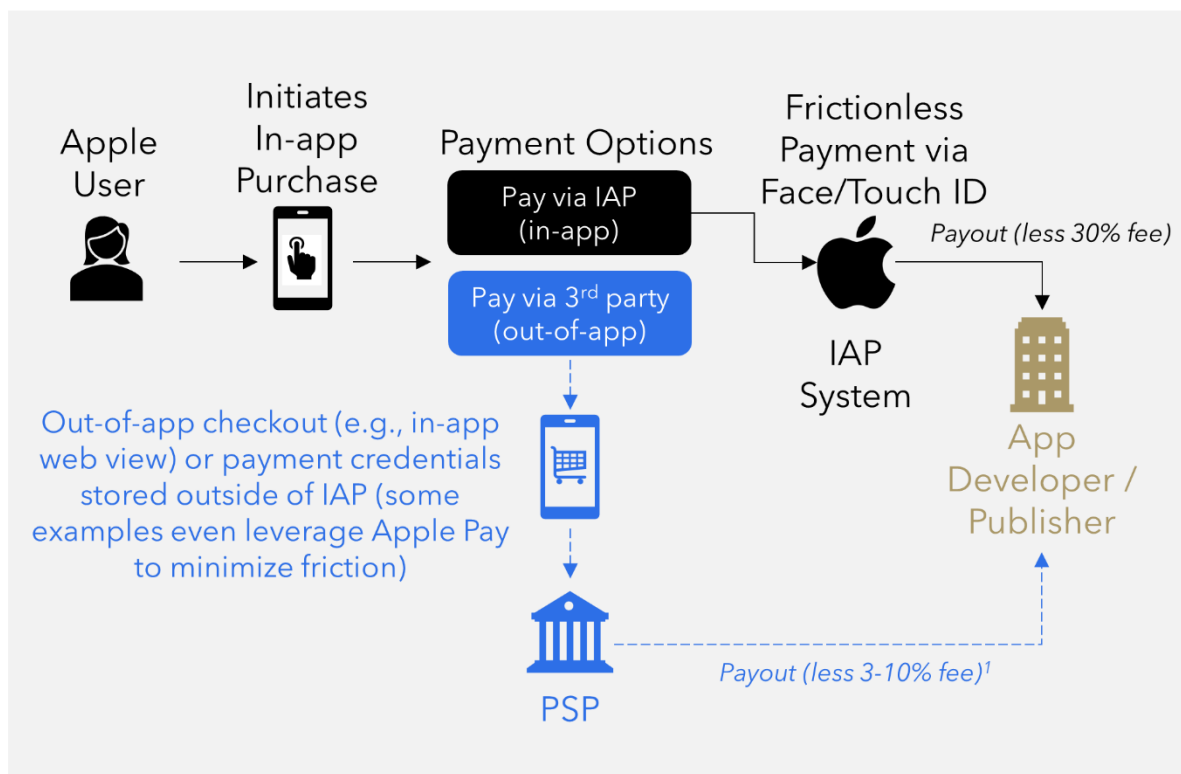 Apple
User
Initiates
In-app
Purchase
Payment Options
Pay via IAP
(in-app)
Pay via 3rd party
(out-of-app)
Frictionless
Payment via
Face/Touch ID
Payout (less 30% fee)
IAP
System
App
Developer /
Publisher
Out-of-app checkout (e.g., in-app
web view) or payment credentials
stored outside of IAP (some
examples even leverage Apple Pay
to minimize friction)
PSP
Payout (less 3-10% fee)¹